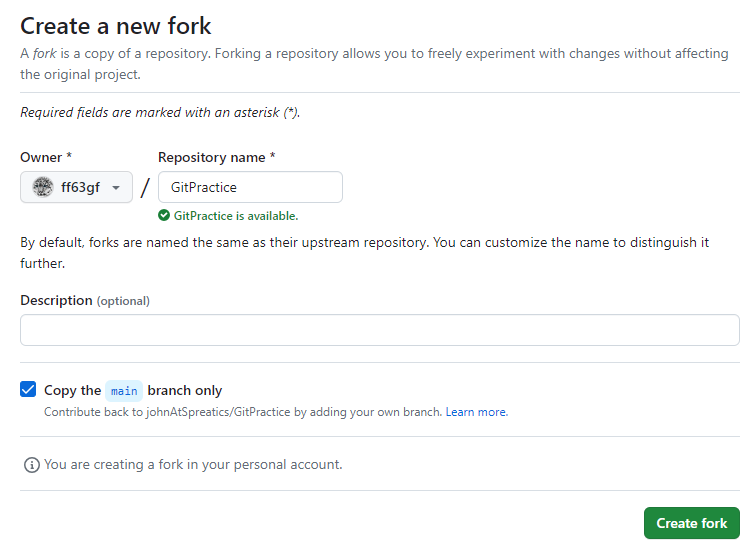 Create a new fork
A fork is a copy of a repository. Forking a repository allows you to freely experiment with changes without affecting
the original project.
Required fields are marked with an asterisk (*).
Owner *
Repository name *
ff63gf
/
GitPractice
GitPractice is available.
By default, forks are named the same as their upstream repository. You can customize the name to distinguish it
further.
Description (optional)
Copy the main branch only
Contribute back to johnAtSpreatics/GitPractice by adding your own branch. Learn more.
You are creating a fork in your personal account.
Create fork